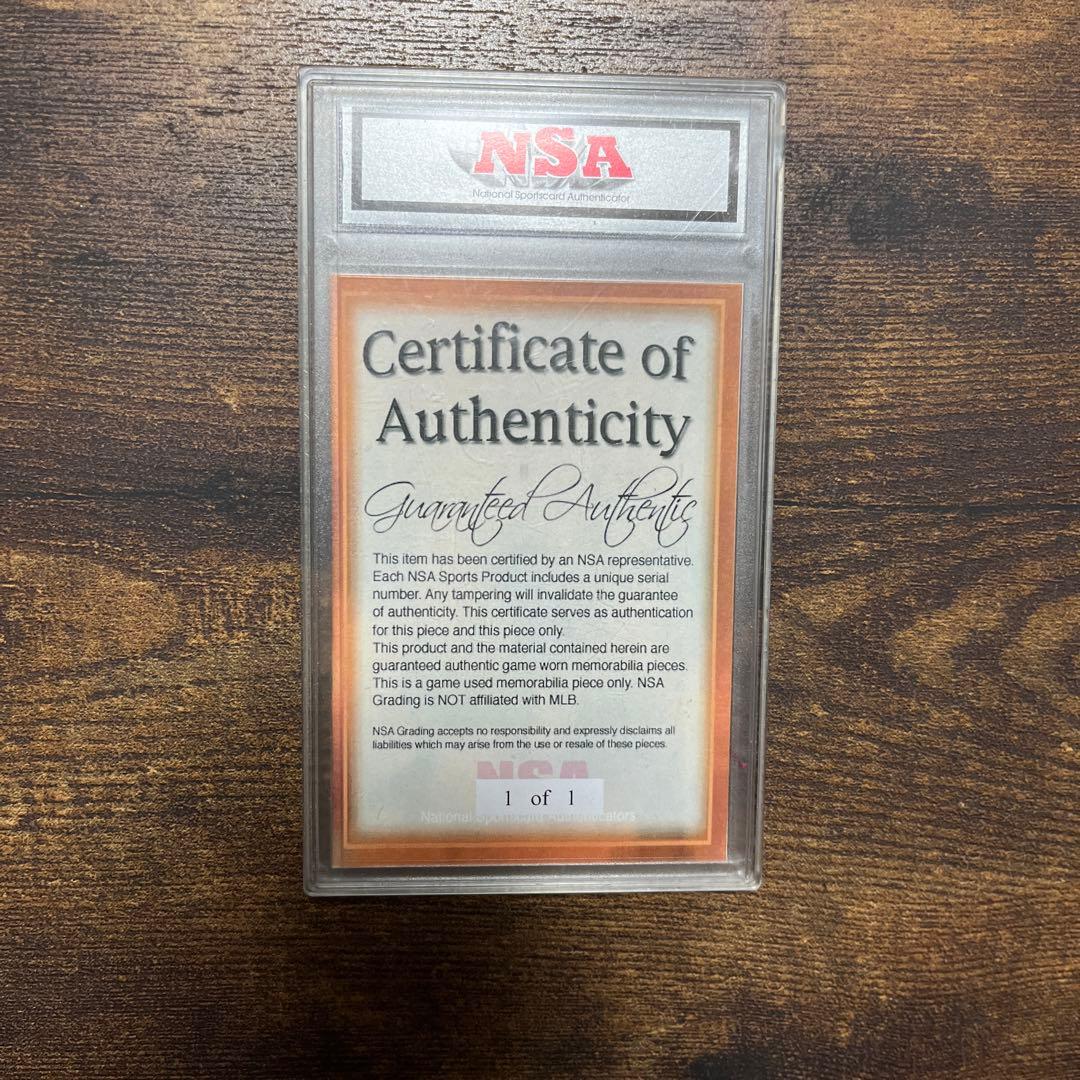 NSA
National Sportscard Authenticator
Certificate of
Authenticity
Guaranteed Authentic
This item has been certified by an NSA representative.
Each NSA Sports Product includes a unique serial
number. Any tampering will invalidate the guarantee
of authenticity. This certificate serves as authentication
for this piece and this piece only.
This product and the material contained herein are
guaranteed authentic game worn memorabilia pieces.
This is a game used memorabilia piece only. NSA
Grading is NOT affiliated with MLB.
NSA Grading accepts no responsibility and expressly disclaims all
liabilities which may arise from the use or resale of these pieces.
NSA
1 of 1
National Sportscard Authenticators